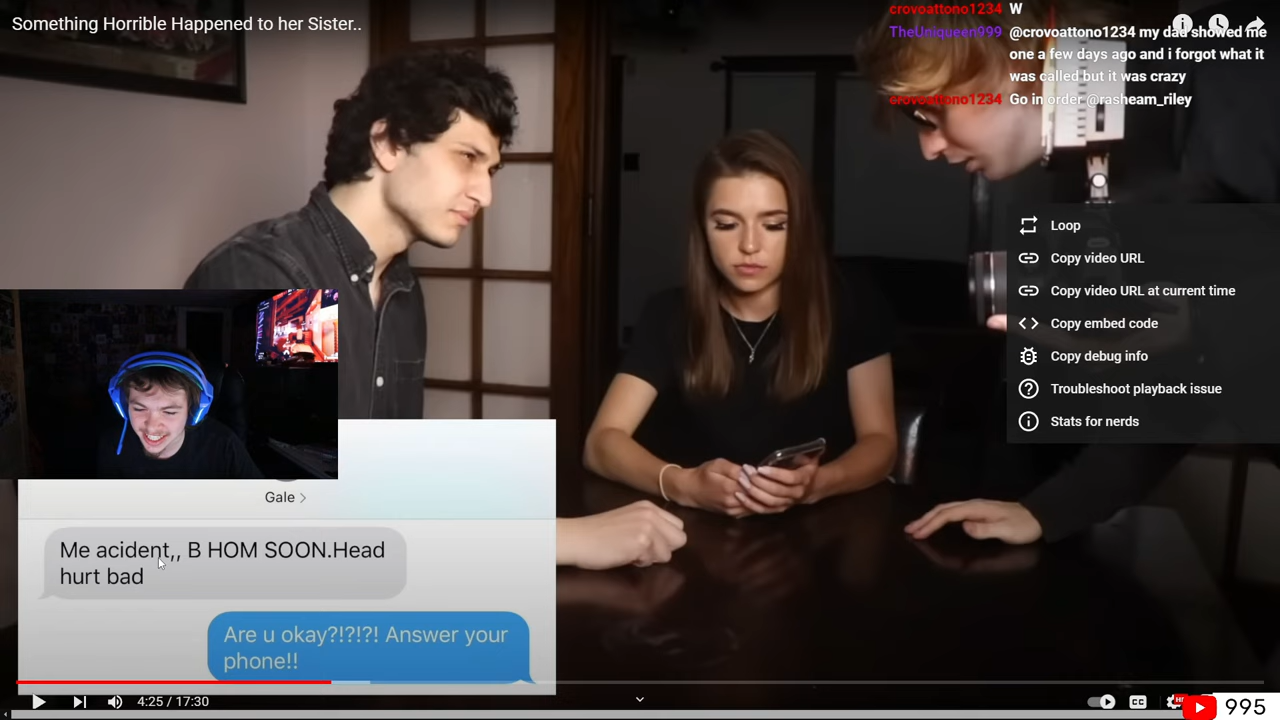 Something Horrible Happened to her Sister..
crovoattono1234 W
TheUniqueen999 @crovoattono1234 my dad showed me
one a few days ago and i forgot what it
was called but it was crazy
crovoattono1234 Go in order @rasheam_riley
Loop
Copy video URL
Copy video URL at current time
Copy embed code
Copy debug info
Troubleshoot playback issue
Stats for nerds
Gale
Me acident,, B HOM SOON.Head
hurt bad
Are u okay?!?!?! Answer your
phone!!
4:25 / 17:30
CC
HD
995